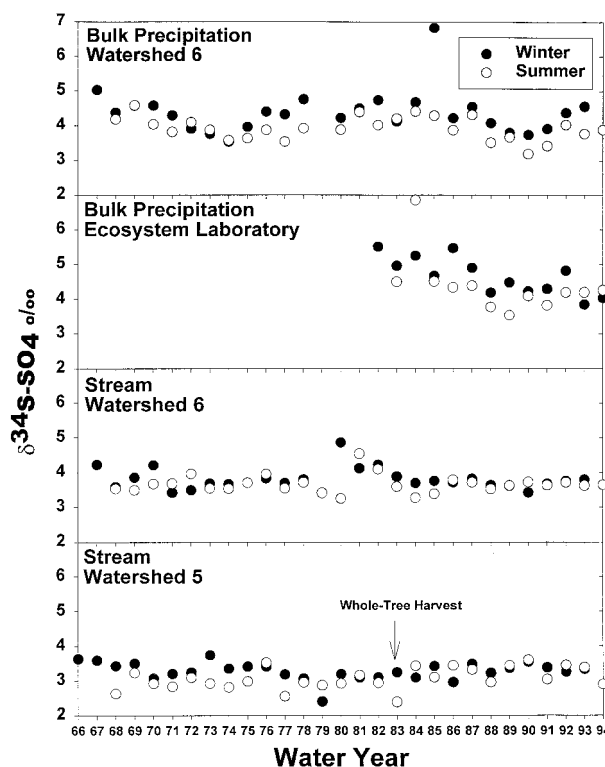 Bulk Precipitation
Watershed 6
Winter
Summer
7
6
5
4
3
2
Bulk Precipitation
Ecosystem Laboratory
6
5
4
3
2
Stream
Watershed 6
6
5
4
3
2
Stream
Watershed 5
Whole-Tree Harvest
6
5
4
3
2
δ34S-SO4 o/oo
66 67 68 69 70 71 72 73 74 75 76 77 78 79 80 81 82 83 84 85 86 87 88 89 90 91 92 93 94
Water Year